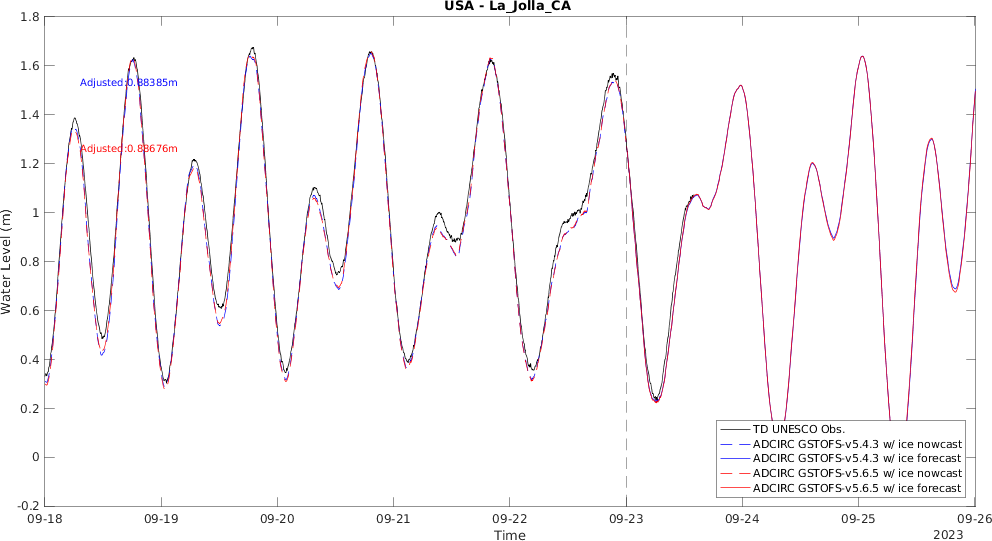 USA - La_Jolla_CA
1.8
1.6
1.4
1.2
1
0.8
0.6
0.4
0.2
0
-0.2
Water Level (m)
Adjusted:0.88385m
Adjusted:0.88676m
TD UNESCO Obs.
ADCIRC GSTOFS-v5.4.3 w/ ice nowcast
ADCIRC GSTOFS-v5.4.3 w/ ice forecast
ADCIRC GSTOFS-v5.6.5 w/ ice nowcast
ADCIRC GSTOFS-v5.6.5 w/ ice forecast
09-18 09-19 09-20 09-21 09-22 09-23 09-24 09-25 09-26
Time
2023